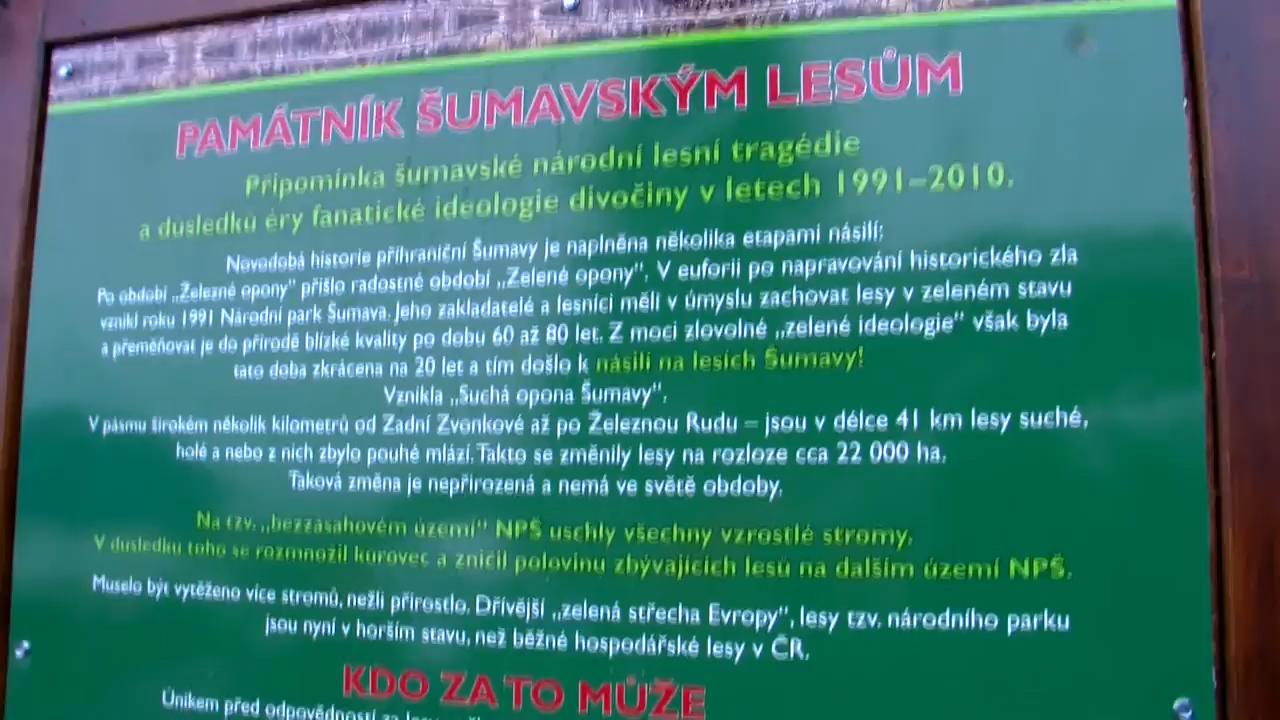 PAMÁTNÍK ŠUMAVSKÝM LESŮM
Připomínka šumavské národní lesní tragédie
a důsledků éry fanatické ideologie divočiny v letech 1991–2010.
Novodobá historie příhraniční Šumavy je naplněna několika etapami násilí:
Po období „Železné opony" přišlo radostné období „Zelené opony". V euforii po napravování historického zla
vznikl roku 1991 Národní park Šumava. Jeho zakladatelé a lesníci měli v úmyslu zachovat lesy v zeleném stavu
a přeměňovat je do přírodě blízké kvality po dobu 60 až 80 let. Z moci zlovolné „zelené ideologie" však byla
tato doba zkrácena na 20 let a tím došlo k násilí na lesích Šumavy!
Vznikla „Suchá opona Šumavy".
V pásmu širokém několik kilometrů od Zadní Zvonkové až po Železnou Rudu – jsou v délce 41 km lesy suché,
holé a nebo z nich zbylo pouhé mlází. Takto se změnily lesy na rozloze cca 22 000 ha.
Taková změna je nepřirozená a nemá ve světě obdoby.
Na tzv. „bezzásahovém území" NPŠ uschly všechny vzrostlé stromy.
V důsledku toho se rozmnožil kůrovec a zničil polovinu zbývajících lesů na dalším území NPŠ.
Muselo být vytěženo více stromů, nežli přirostlo. Dřívější „zelená střecha Evropy", lesy tzv. národního parku
jsou nyní v horším stavu, než běžné hospodářské lesy v ČR.
KDO ZA TO MŮŽE
Únikem před odpovědností za lesy